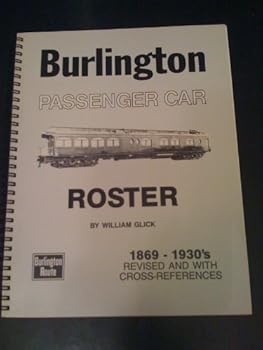 Burlington
PASSENGER CAR
ROSTER
BY WILLIAM GLICK
Burlington
Route
1869 - 1930's
REVISED AND WITH
CROSS-REFERENCES